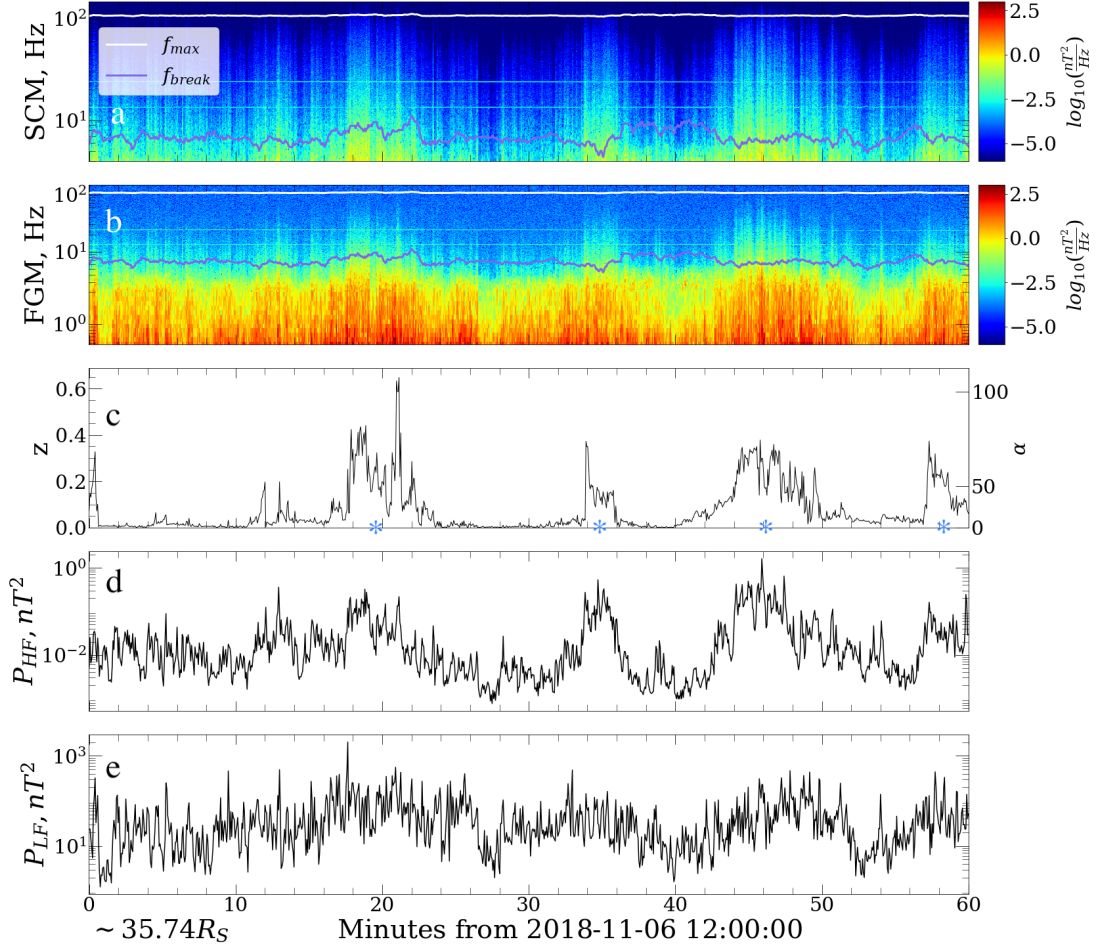 SCM, Hz
10²
10¹
f_max
f_break
a
2.5
0.0
−2.5
−5.0
log₁₀(nT²/Hz)
FGM, Hz
10²
10¹
10⁰
b
2.5
0.0
−2.5
−5.0
log₁₀(nT²/Hz)
z
0.6
0.4
0.2
0.0
c
100
50
0
α
*
*
*
*
P_HF, nT²
10⁰
10⁻²
d
P_LF, nT²
10³
10¹
e
0 10 20 30 40 50 60
~ 35.74R_S Minutes from 2018-11-06 12:00:00